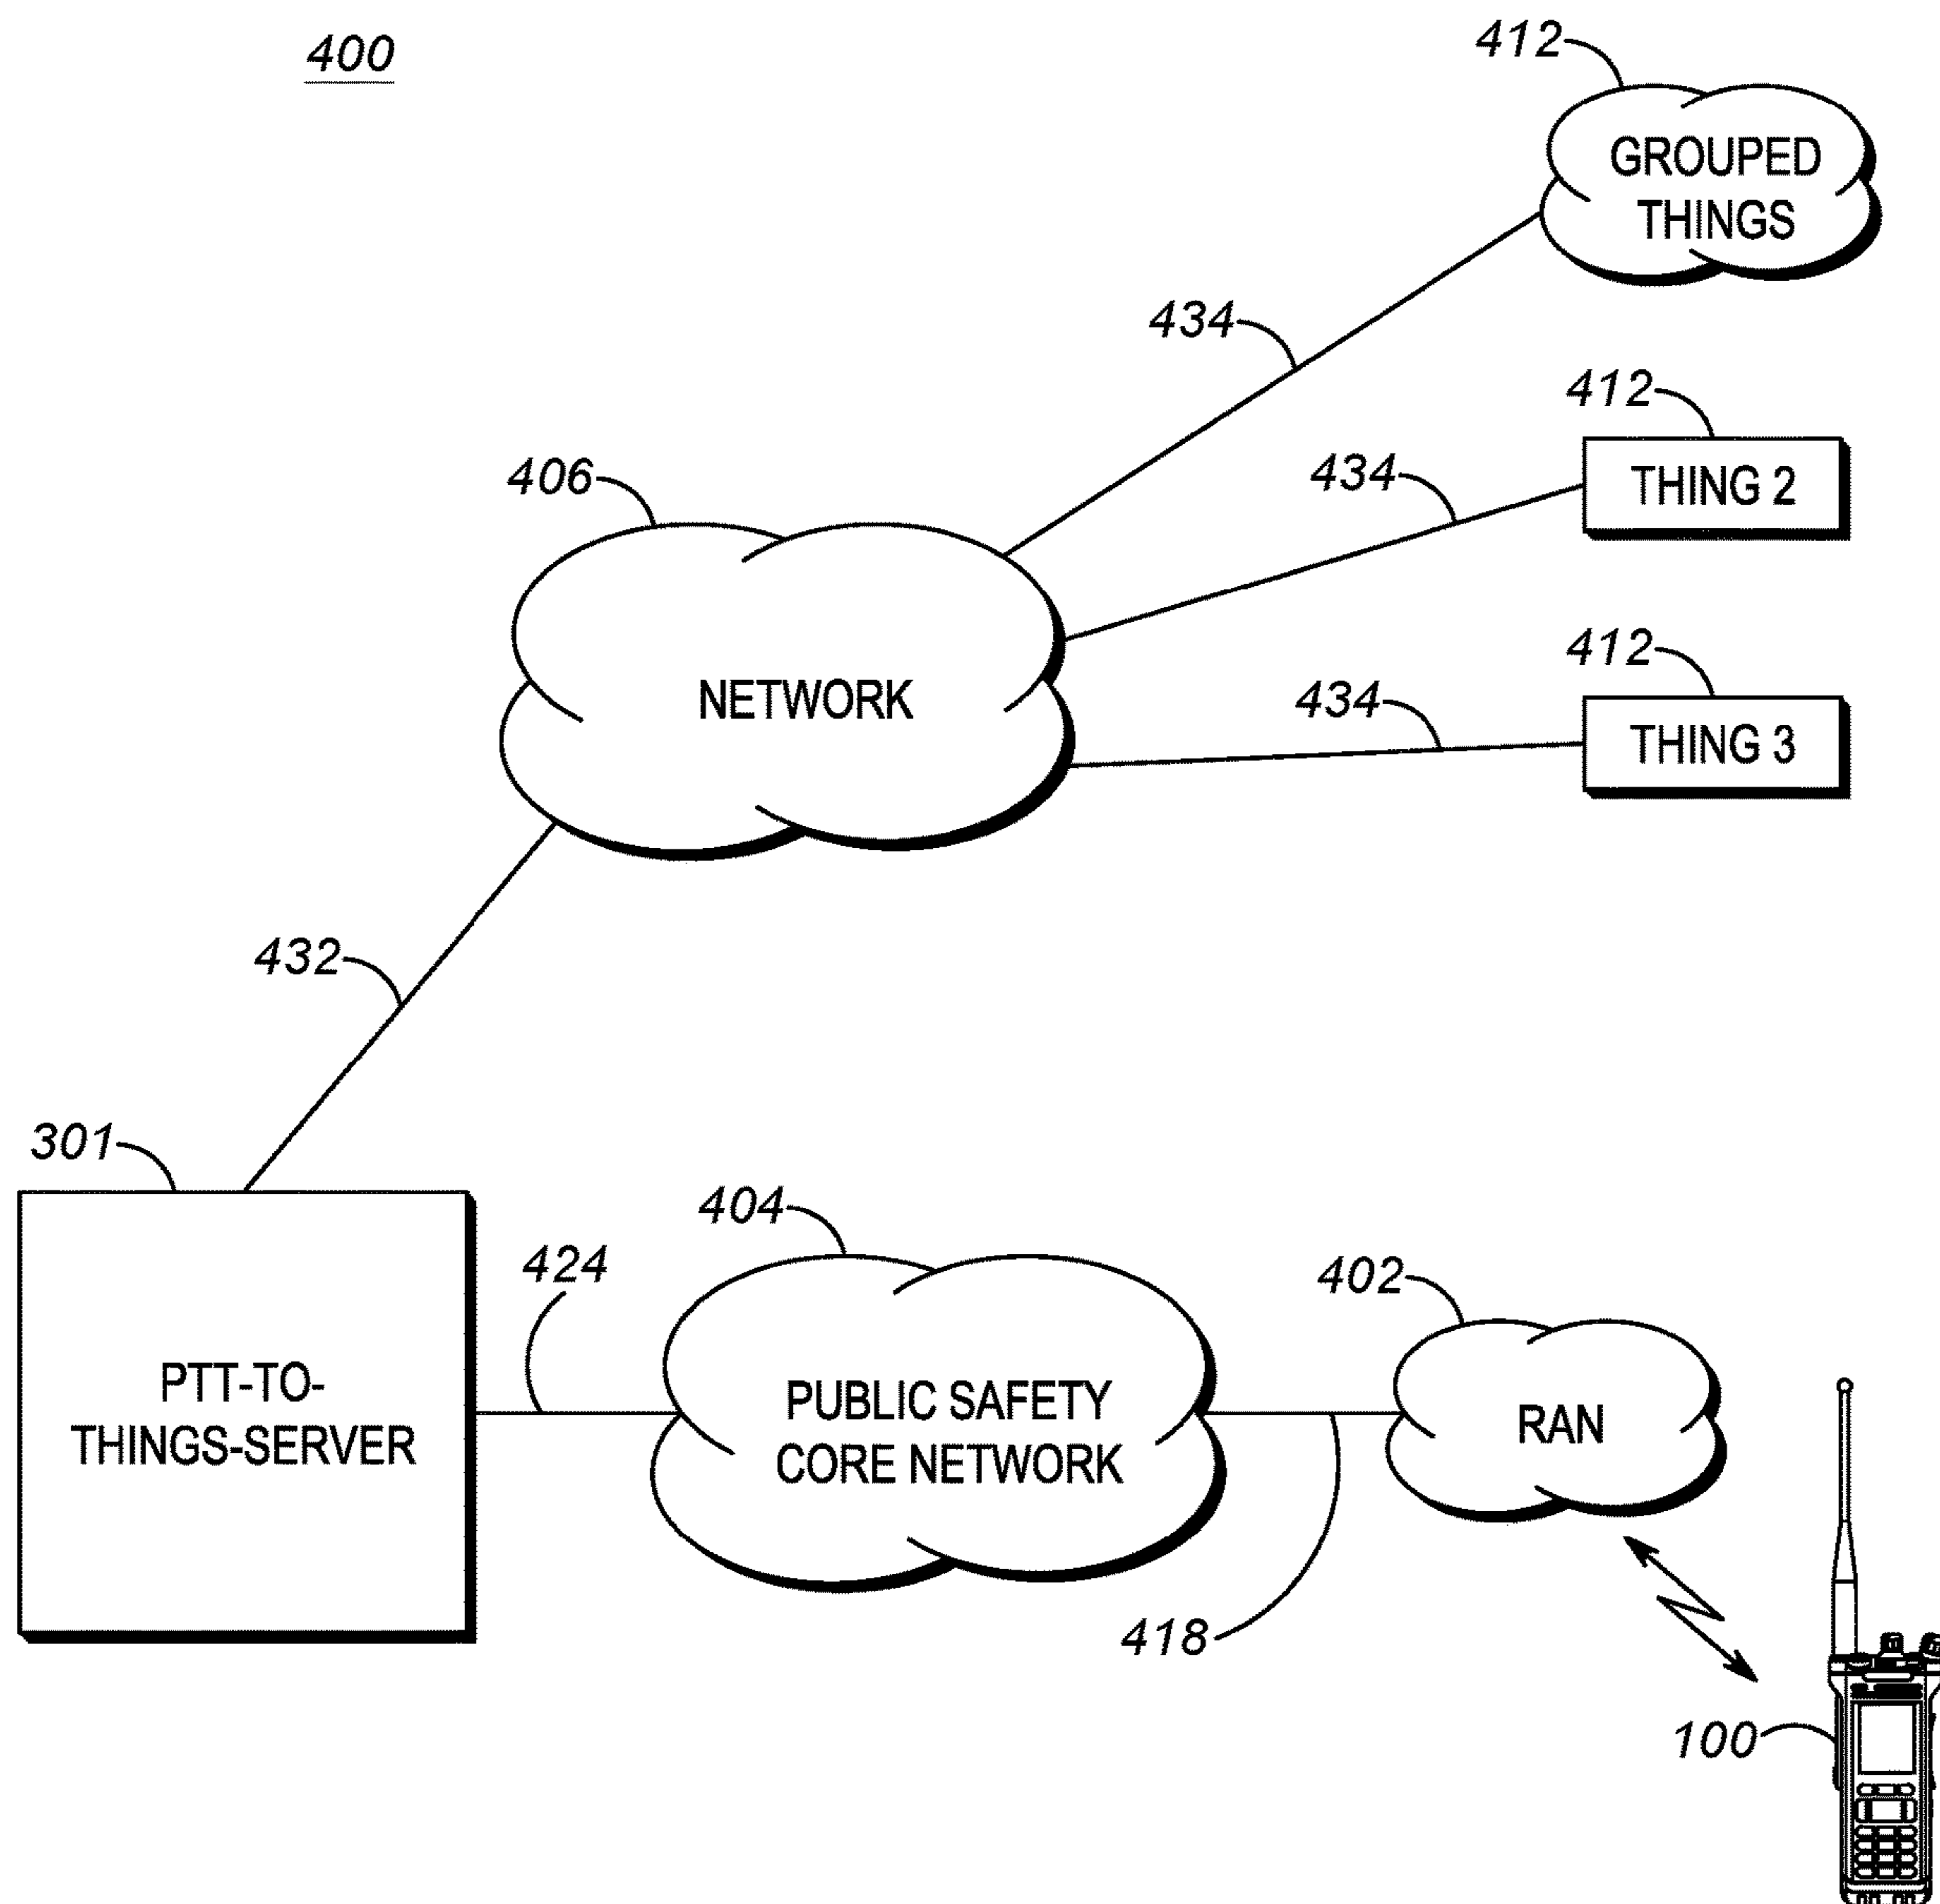 400
412
GROUPED
THINGS
434
412
THING 2
434
406
412
THING 3
434
NETWORK
432
301
404
424
402
PTT-TO-
THINGS-SERVER
PUBLIC SAFETY
CORE NETWORK
RAN
418
100